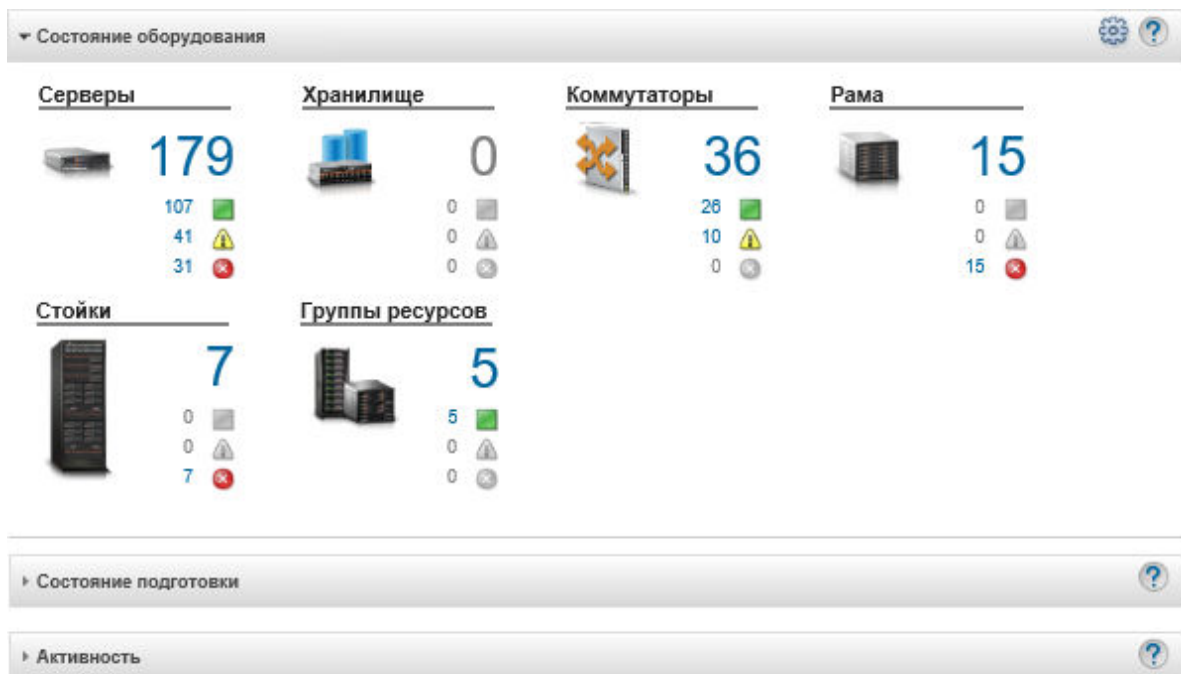 Состояние оборудования
Серверы
179
107
41
31
Хранилище
0
0
0
0
Коммутаторы
36
26
10
0
Рама
15
0
0
15
Стойки
7
0
0
7
Группы ресурсов
5
5
0
0
Состояние подготовки
Активность